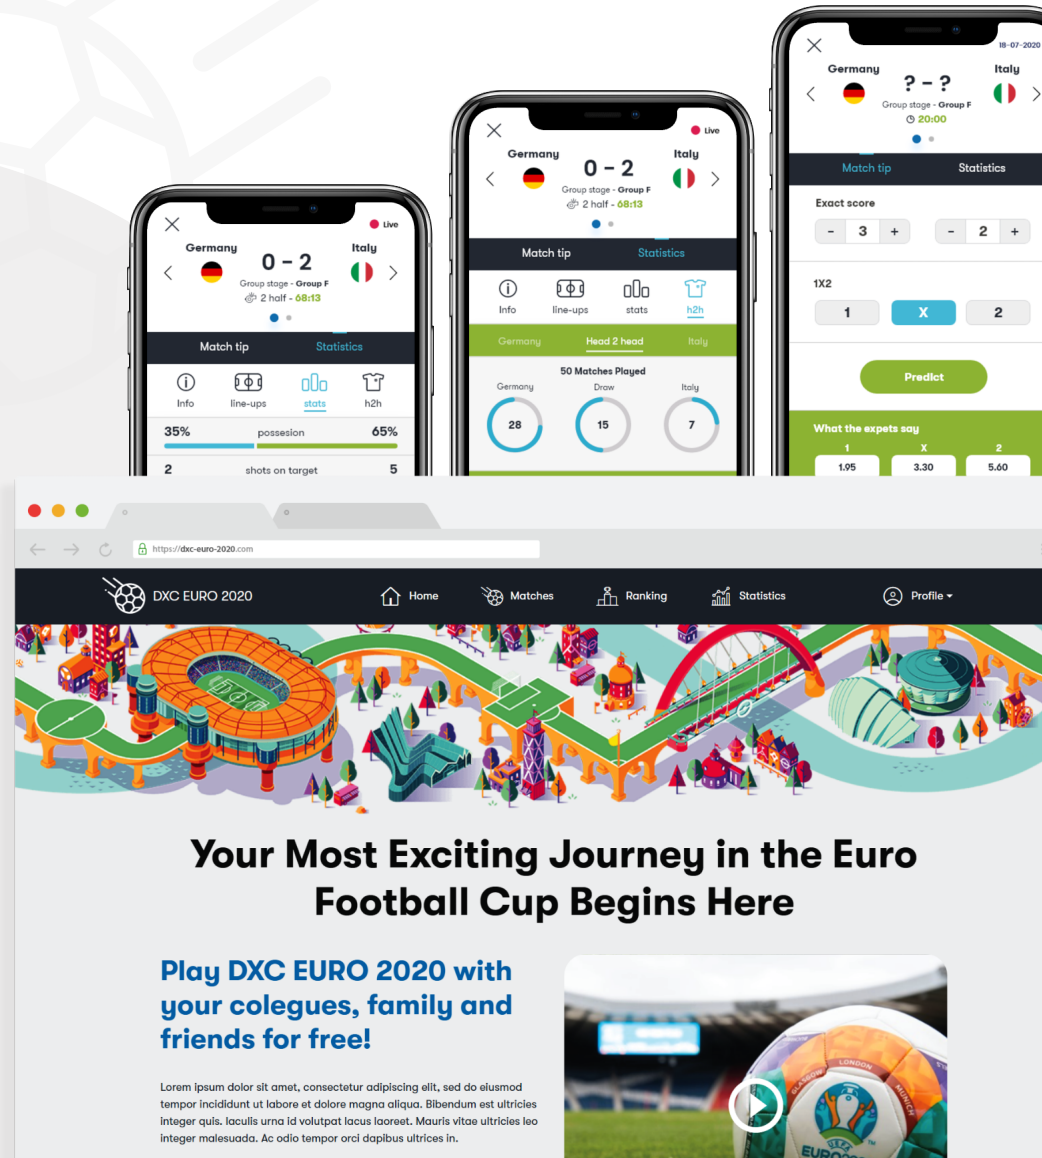 Live
Germany
Italy
0 – 2
Group stage - Group F
2 half - 68:13
Match tip
Statistics
Info
line-ups
stats
h2h
35%
possesion
65%
2
shots on target
5
Live
Germany
Italy
0 – 2
Group stage - Group F
2 half - 68:13
Match tip
Statistics
Info
line-ups
stats
h2h
Germany
Head 2 head
Italy
50 Matches Played
Germany
Draw
Italy
28
15
7
18-07-2020
Germany
Italy
? – ?
Group stage - Group F
20:00
Match tip
Statistics
Exact score
- 3 +
- 2 +
1X2
1
X
2
Predict
What the expets say
1
X
2
1.95
3.30
5.60
https://dxc-euro-2020.com
DXC EURO 2020
Home
Matches
Ranking
Statistics
Profile
Your Most Exciting Journey in the Euro
Football Cup Begins Here
Play DXC EURO 2020 with
your colegues, family and
friends for free!
Lorem ipsum dolor sit amet, consectetur adipiscing elit, sed do eiusmod
tempor incididunt ut labore et dolore magna aliqua. Bibendum est ultricies
integer quis. Iaculis urna id volutpat lacus laoreet. Mauris vitae ultricies leo
integer malesuada. Ac odio tempor orci dapibus ultrices in.
GLASGOW
LONDON
MUNICH
UEFA